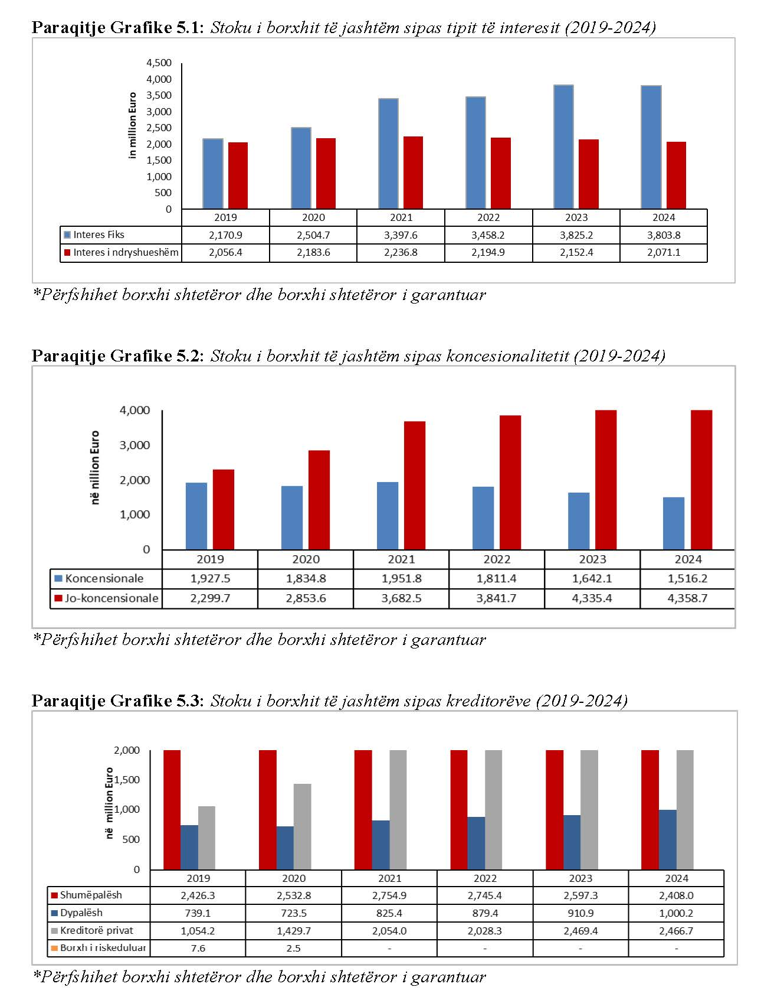 Paraqitje Grafike 5.1: Stoku i borxhit të jashtëm sipas tipit të interesit (2019-2024)
4,500
4,000
3,500
3,000
2,500
2,000
1,500
1,000
500
0
in million Euro
2019 2020 2021 2022 2023 2024
Interes Fiks 2,170.9 2,504.7 3,397.6 3,458.2 3,825.2 3,803.8
Interes i ndryshueshëm 2,056.4 2,183.6 2,236.8 2,194.9 2,152.4 2,071.1
*Përfshihet borxhi shtetëror dhe borxhi shtetëror i garantuar
Paraqitje Grafike 5.2: Stoku i borxhit të jashtëm sipas koncesionalitetit (2019-2024)
4,000
3,000
2,000
1,000
0
në nillion Euro
2019 2020 2021 2022 2023 2024
Koncensionale 1,927.5 1,834.8 1,951.8 1,811.4 1,642.1 1,516.2
Jo-koncensionale 2,299.7 2,853.6 3,682.5 3,841.7 4,335.4 4,358.7
*Përfshihet borxhi shtetëror dhe borxhi shtetëror i garantuar
Paraqitje Grafike 5.3: Stoku i borxhit të jashtëm sipas kreditorëve (2019-2024)
2,000
1,500
1,000
500
0
në million Euro
2019 2020 2021 2022 2023 2024
Shumëpalësh 2,426.3 2,532.8 2,754.9 2,745.4 2,597.3 2,408.0
Dypalësh 739.1 723.5 825.4 879.4 910.9 1,000.2
Kreditorë privat 1,054.2 1,429.7 2,054.0 2,028.3 2,469.4 2,466.7
Borxh i riskeduluar 7.6 2.5 - - - -
*Përfshihet borxhi shtetëror dhe borxhi shtetëror i garantuar